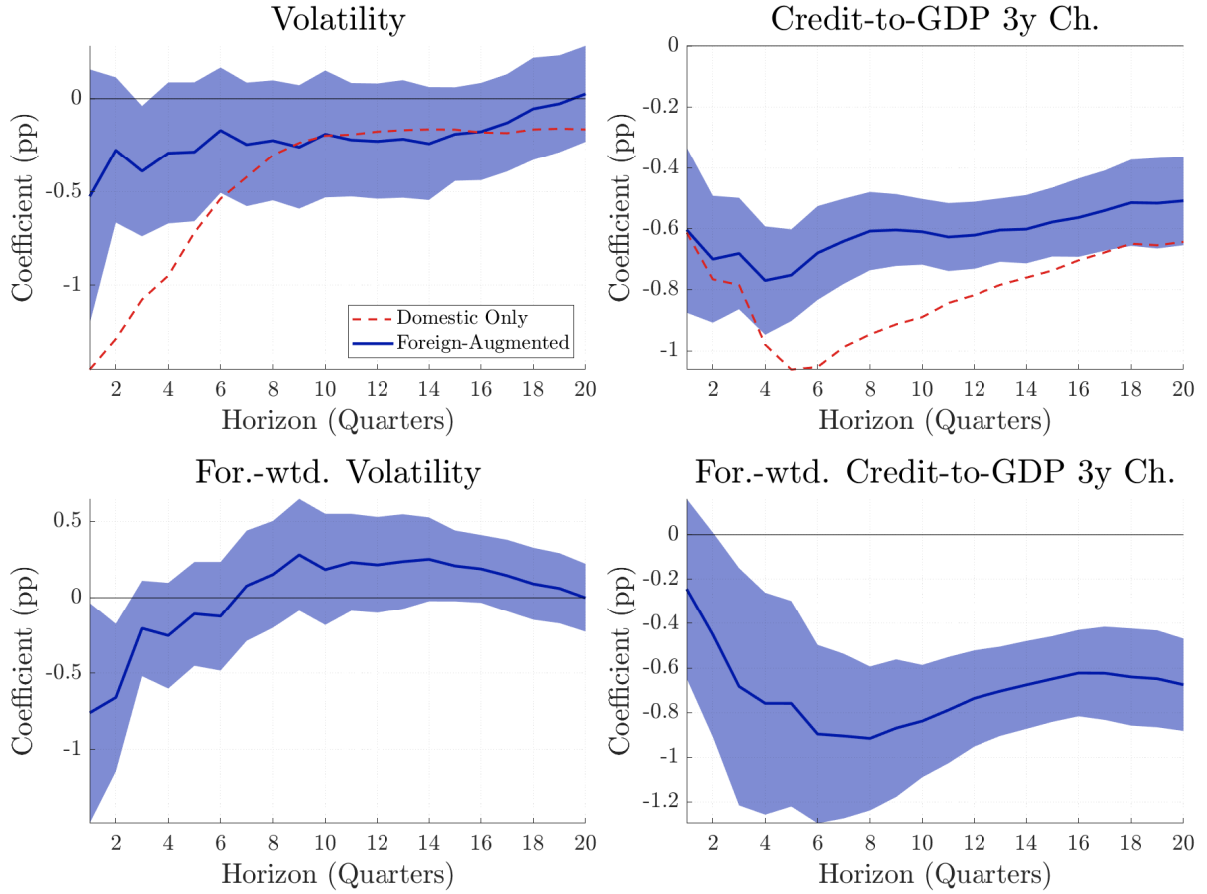 Volatility
Coefficient (pp)
0
-0.5
-1
2 4 6 8 10 12 14 16 18 20
Horizon (Quarters)
Domestic Only
Foreign-Augmented
Credit-to-GDP 3y Ch.
Coefficient (pp)
0
-0.2
-0.4
-0.6
-0.8
-1
2 4 6 8 10 12 14 16 18 20
Horizon (Quarters)
For.-wtd. Volatility
Coefficient (pp)
0.5
0
-0.5
-1
2 4 6 8 10 12 14 16 18 20
Horizon (Quarters)
For.-wtd. Credit-to-GDP 3y Ch.
Coefficient (pp)
0
-0.2
-0.4
-0.6
-0.8
-1
-1.2
2 4 6 8 10 12 14 16 18 20
Horizon (Quarters)